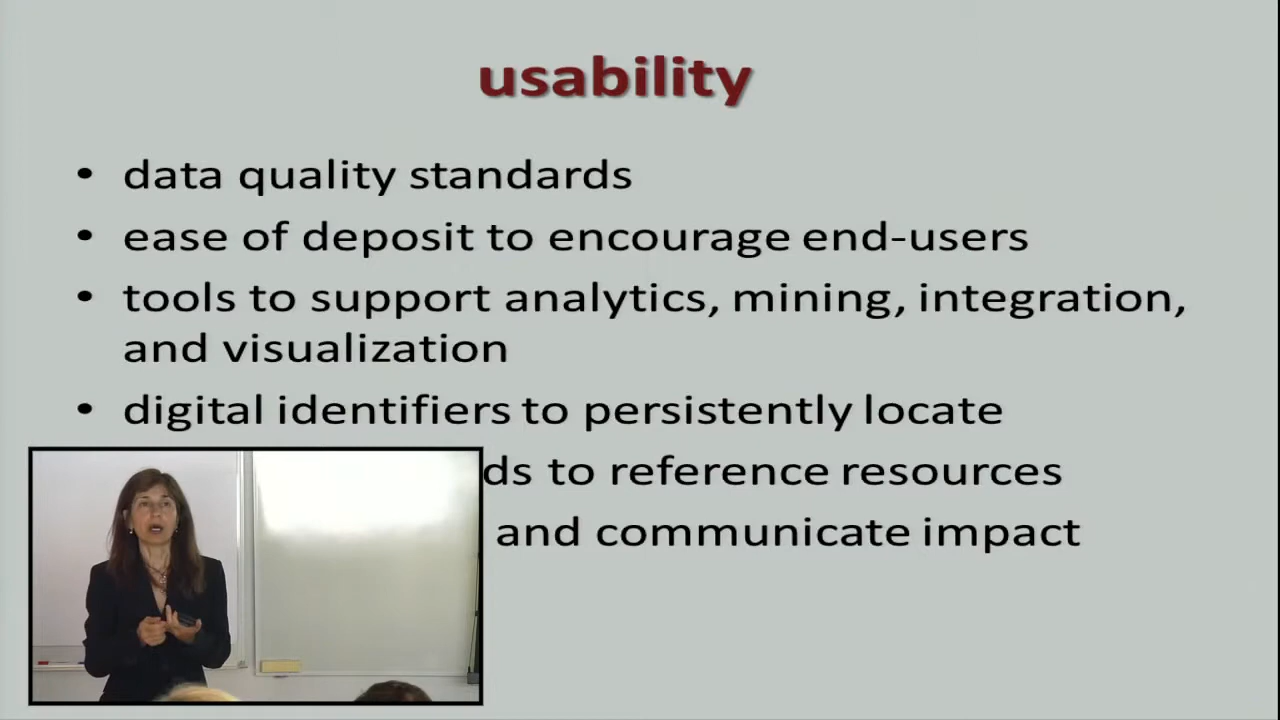 usability
• data quality standards
• ease of deposit to encourage end-users
• tools to support analytics, mining, integration,
and visualization
• digital identifiers to persistently locate
to reference resources
and communicate impact